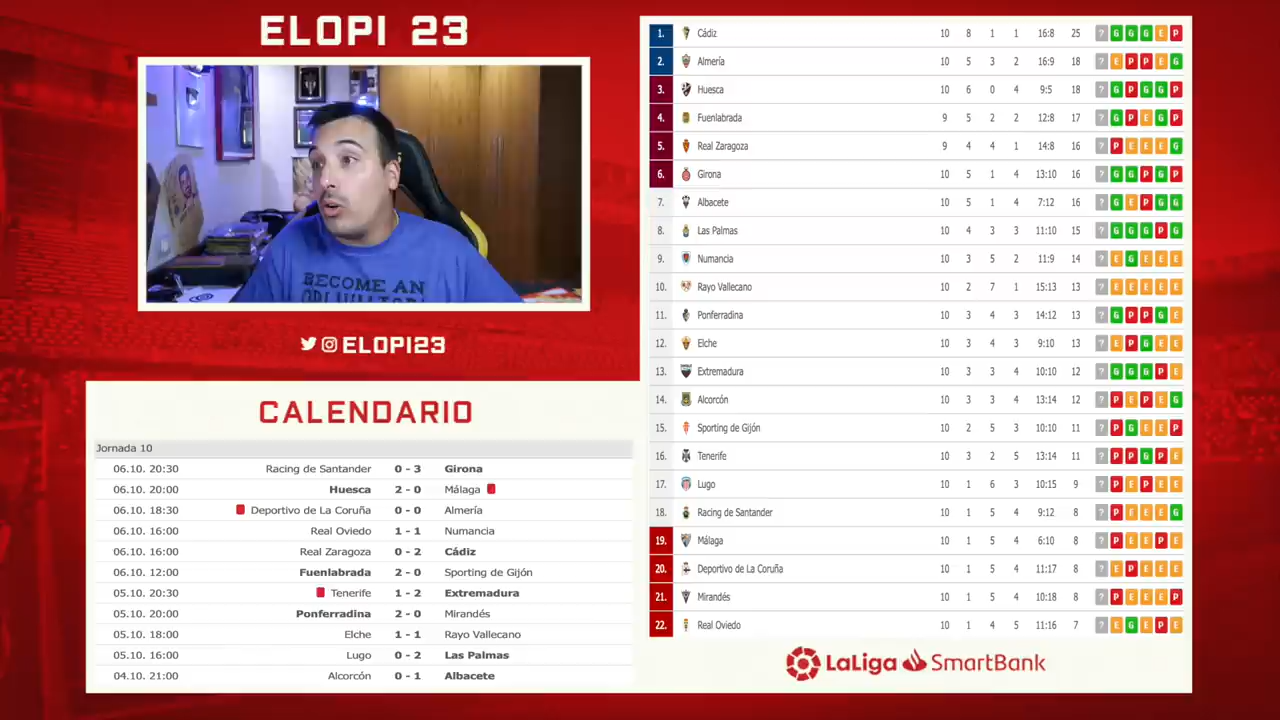 ELOPI 23
BECOME AN
ELOPI23
CALENDARIO
Jornada 10
06.10. 20:30 Racing de Santander 0 - 3 Girona
06.10. 20:00 Huesca 2 - 0 Málaga
06.10. 18:30 Deportivo de La Coruña 0 - 0 Almería
06.10. 16:00 Real Oviedo 1 - 1 Numancia
06.10. 16:00 Real Zaragoza 0 - 2 Cádiz
06.10. 12:00 Fuenlabrada 2 - 0 Sporting de Gijón
05.10. 20:30 Tenerife 1 - 2 Extremadura
05.10. 20:00 Ponferradina 2 - 0 Mirandés
05.10. 18:00 Elche 1 - 1 Rayo Vallecano
05.10. 16:00 Lugo 0 - 2 Las Palmas
04.10. 21:00 Alcorcón 0 - 1 Albacete
1. Cádiz 10 8 1 1 16:8 25 ? G G G E P
2. Almería 10 5 3 2 16:9 18 ? E P P E G
3. Huesca 10 6 0 4 9:5 18 ? G P G G P
4. Fuenlabrada 9 5 2 2 12:8 17 ? G P E G P
5. Real Zaragoza 9 4 4 1 14:8 16 ? P E E E G
6. Girona 10 5 1 4 13:10 16 ? G G P G P
7. Albacete 10 5 1 4 7:12 16 ? G E P G G
8. Las Palmas 10 4 3 3 11:10 15 ? G G G P G
9. Numancia 10 3 5 2 11:9 14 ? E G E E E
10. Rayo Vallecano 10 2 7 1 15:13 13 ? E E E E E
11. Ponferradina 10 3 4 3 14:12 13 ? G P P G E
12. Elche 10 3 4 3 9:10 13 ? E P G E E
13. Extremadura 10 3 3 4 10:10 12 ? G G G P E
14. Alcorcón 10 3 3 4 13:14 12 ? P E P E G
15. Sporting de Gijón 10 2 5 3 10:10 11 ? P G E E P
16. Tenerife 10 3 2 5 13:14 11 ? P P G P E
17. Lugo 10 1 6 3 10:15 9 ? P E P E E
18. Racing de Santander 10 1 5 4 9:12 8 ? P E E E G
19. Málaga 10 1 5 4 6:10 8 ? P E E P E
20. Deportivo de La Coruña 10 1 5 4 11:17 8 ? E P E E E
21. Mirandés 10 1 5 4 10:18 8 ? P E E E P
22. Real Oviedo 10 1 4 5 11:16 7 ? E G E P E
LaLiga SmartBank